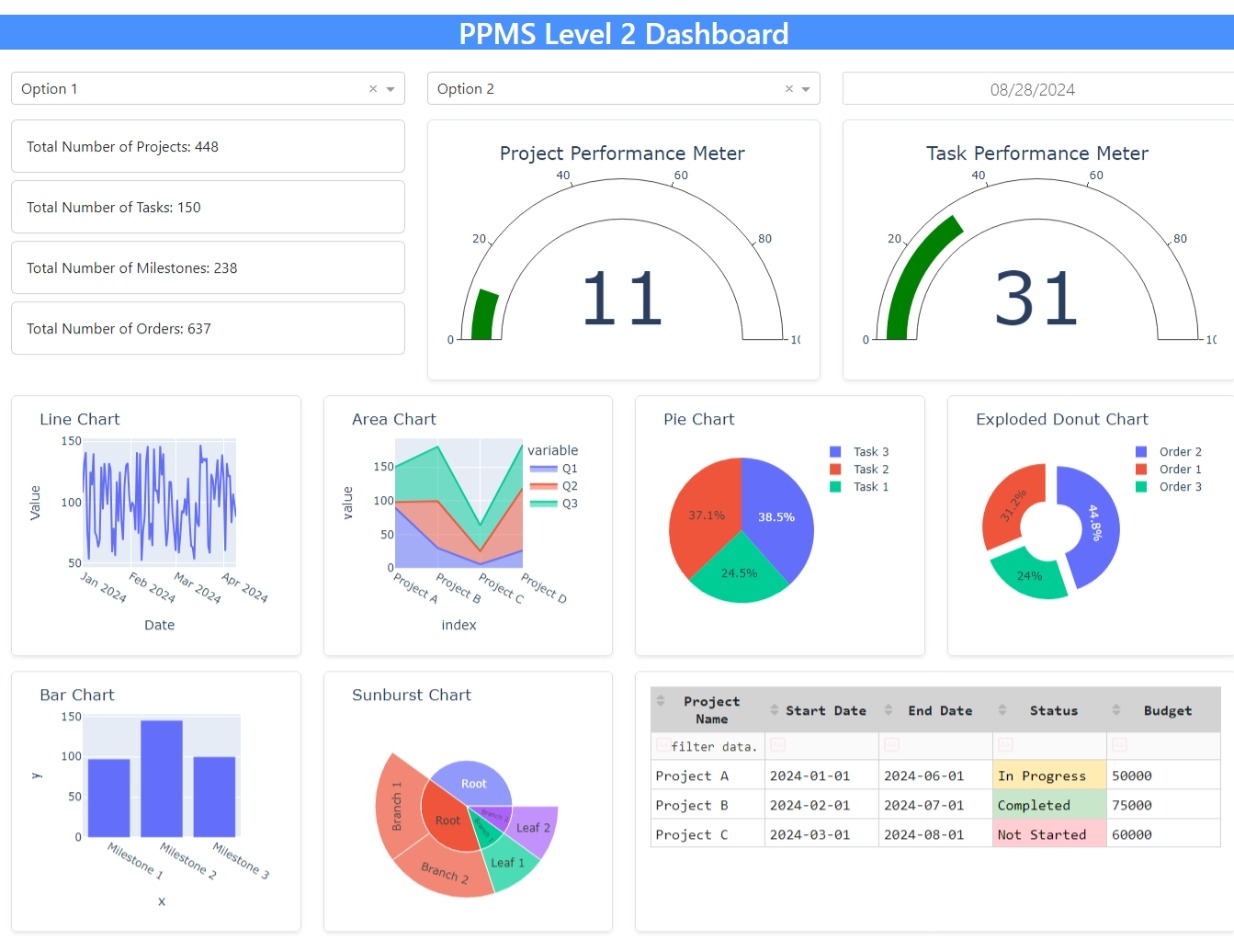 PPMS Level 2 Dashboard
Option 1
Option 2
08/28/2024
Total Number of Projects: 448
Total Number of Tasks: 150
Total Number of Milestones: 238
Total Number of Orders: 637
Project Performance Meter
0
20
40
60
80
11
Task Performance Meter
0
20
40
60
80
31
Line Chart
150
100
50
Value
Jan 2024
Feb 2024
Mar 2024
Apr 2024
Date
Area Chart
150
100
50
0
value
Project A
Project B
Project C
Project D
index
variable
Q1
Q2
Q3
Pie Chart
38.5%
37.1%
24.5%
Task 3
Task 2
Task 1
Exploded Donut Chart
44.8%
31.2%
24%
Order 2
Order 1
Order 3
Bar Chart
150
100
50
0
y
Milestone 1
Milestone 2
Milestone 3
x
Sunburst Chart
Root
Root
Branch 1
Branch 2
Leaf 1
Leaf 2
Project Name Start Date End Date Status Budget
filter data.
Project A 2024-01-01 2024-06-01 In Progress 50000
Project B 2024-02-01 2024-07-01 Completed 75000
Project C 2024-03-01 2024-08-01 Not Started 60000